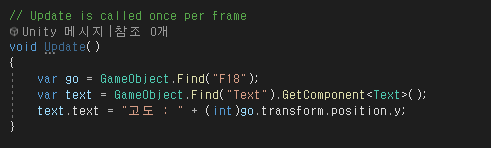 // Update is called once per frame
Unity 메시지|참조 0개
void Update()
{
var go = GameObject.Find("F18");
var text = GameObject.Find("Text").GetComponent<Text>();
text.text = "고도 : " + (int)go.transform.position.y;
}